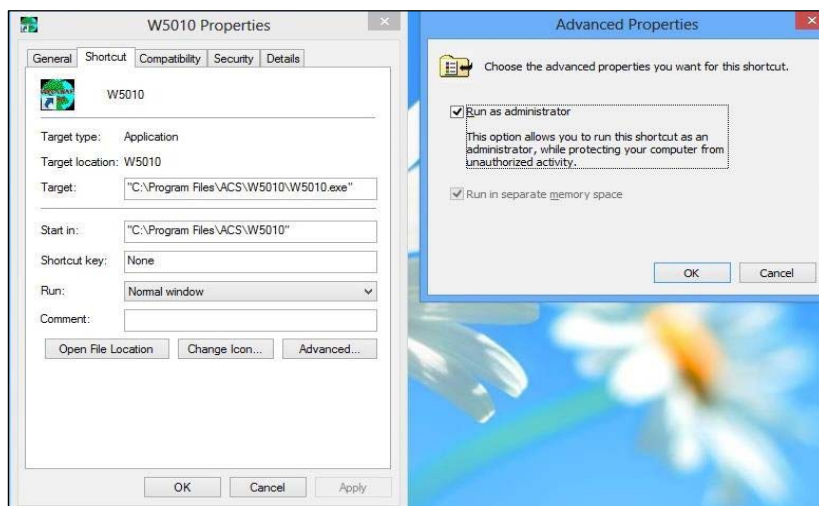 W5010 Properties
General
Shortcut
Compatibility
Security
Details
W5010
Target type: Application
Target location: W5010
Target: "C:\Program Files\ACS\W5010\W5010.exe"
Start in: "C:\Program Files\ACS\W5010"
Shortcut key: None
Run: Normal window
Comment:
Open File Location
Change Icon...
Advanced...
OK
Cancel
Apply
Advanced Properties
Choose the advanced properties you want for this shortcut.
Run as administrator
This option allows you to run this shortcut as an
administrator, while protecting your computer from
unauthorized activity.
Run in separate memory space
OK
Cancel